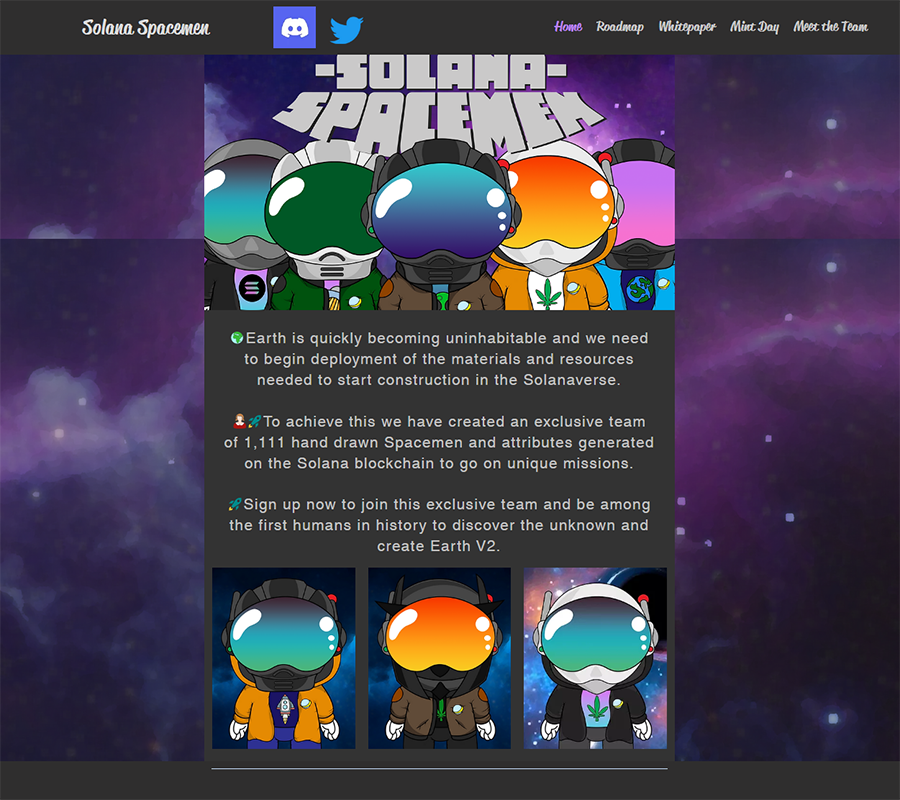 Solana Spacemen
Home Roadmap Whitepaper Mint Day Meet the Team
-SOLANA-
SPACEMEN
🌍Earth is quickly becoming uninhabitable and we need
to begin deployment of the materials and resources
needed to start construction in the Solanaverse.
👩‍🚀To achieve this we have created an exclusive team
of 1,111 hand drawn Spacemen and attributes generated
on the Solana blockchain to go on unique missions.
🚀Sign up now to join this exclusive team and be among
the first humans in history to discover the unknown and
create Earth V2.